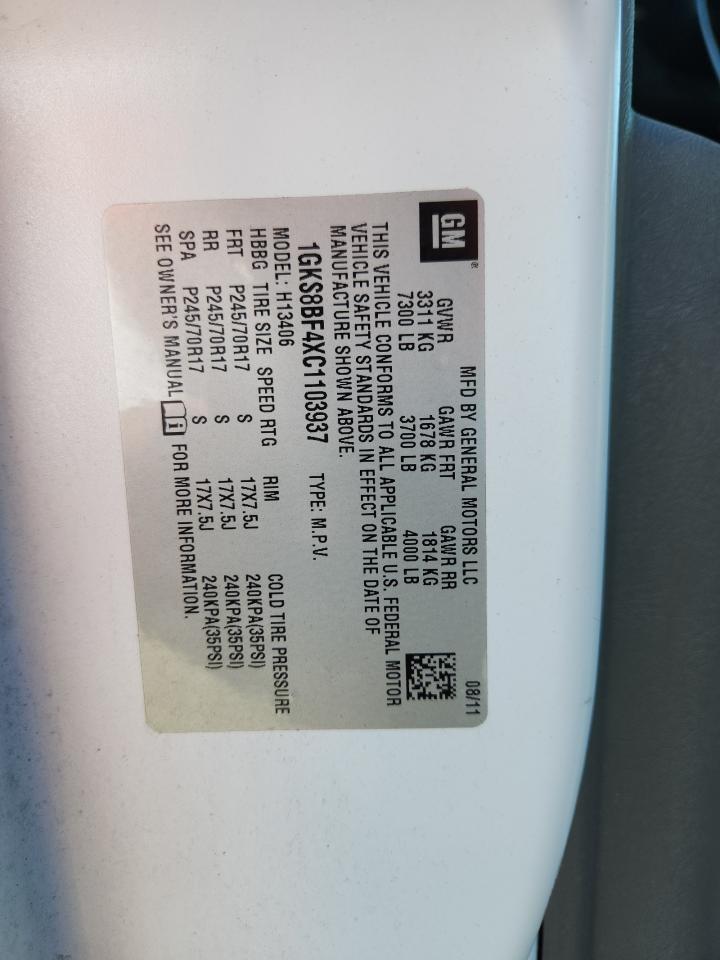 GM®
MFD BY GENERAL MOTORS LLC 08/11
GVWR GAWR FRT GAWR RR
3311 KG 1678 KG 1814 KG
7300 LB 3700 LB 4000 LB
THIS VEHICLE CONFORMS TO ALL APPLICABLE U.S. FEDERAL MOTOR
VEHICLE SAFETY STANDARDS IN EFFECT ON THE DATE OF
MANUFACTURE SHOWN ABOVE.
1GKS8BF4XC1103937 TYPE: M.P.V.
MODEL: H13406
HBBG TIRE SIZE SPEED RTG RIM COLD TIRE PRESSURE
FRT P245/70R17 S 17X7.5J 240KPA(35PSI)
RR P245/70R17 S 17X7.5J 240KPA(35PSI)
SPA P245/70R17 S 17X7.5J 240KPA(35PSI)
SEE OWNER'S MANUAL i FOR MORE INFORMATION.